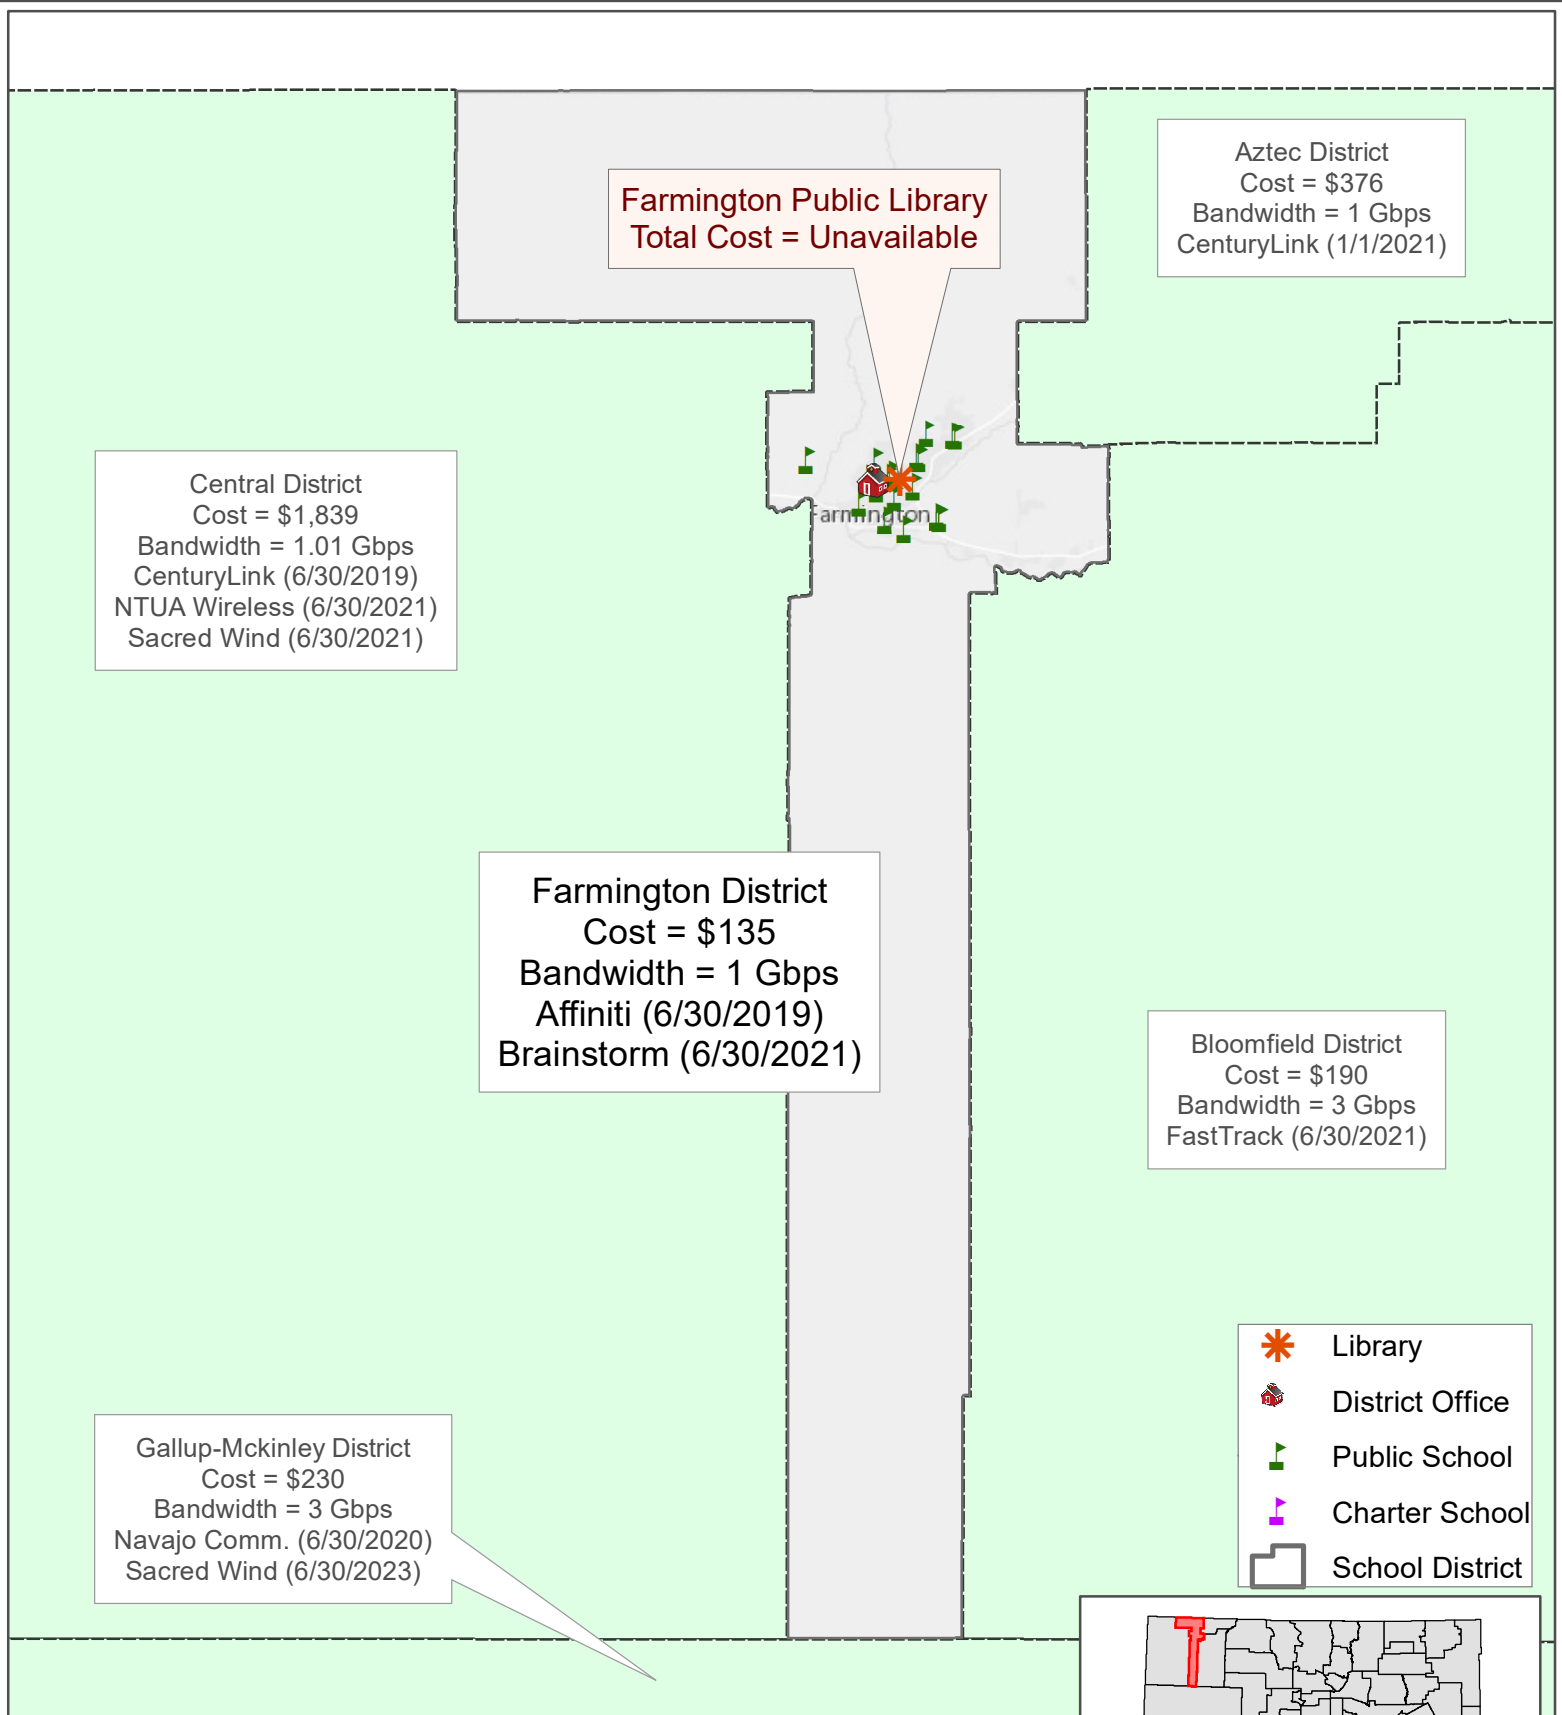 Farmington Public Library
Total Cost = Unavailable
Aztec District
Cost = $376
Bandwidth = 1 Gbps
CenturyLink (1/1/2021)
Central District
Cost = $1,839
Bandwidth = 1.01 Gbps
CenturyLink (6/30/2019)
NTUA Wireless (6/30/2021)
Sacred Wind (6/30/2021)
Farmington
Farmington District
Cost = $135
Bandwidth = 1 Gbps
Affiniti (6/30/2019)
Brainstorm (6/30/2021)
Bloomfield District
Cost = $190
Bandwidth = 3 Gbps
FastTrack (6/30/2021)
Gallup-Mckinley District
Cost = $230
Bandwidth = 3 Gbps
Navajo Comm. (6/30/2020)
Sacred Wind (6/30/2023)
Library
District Office
Public School
Charter School
School District